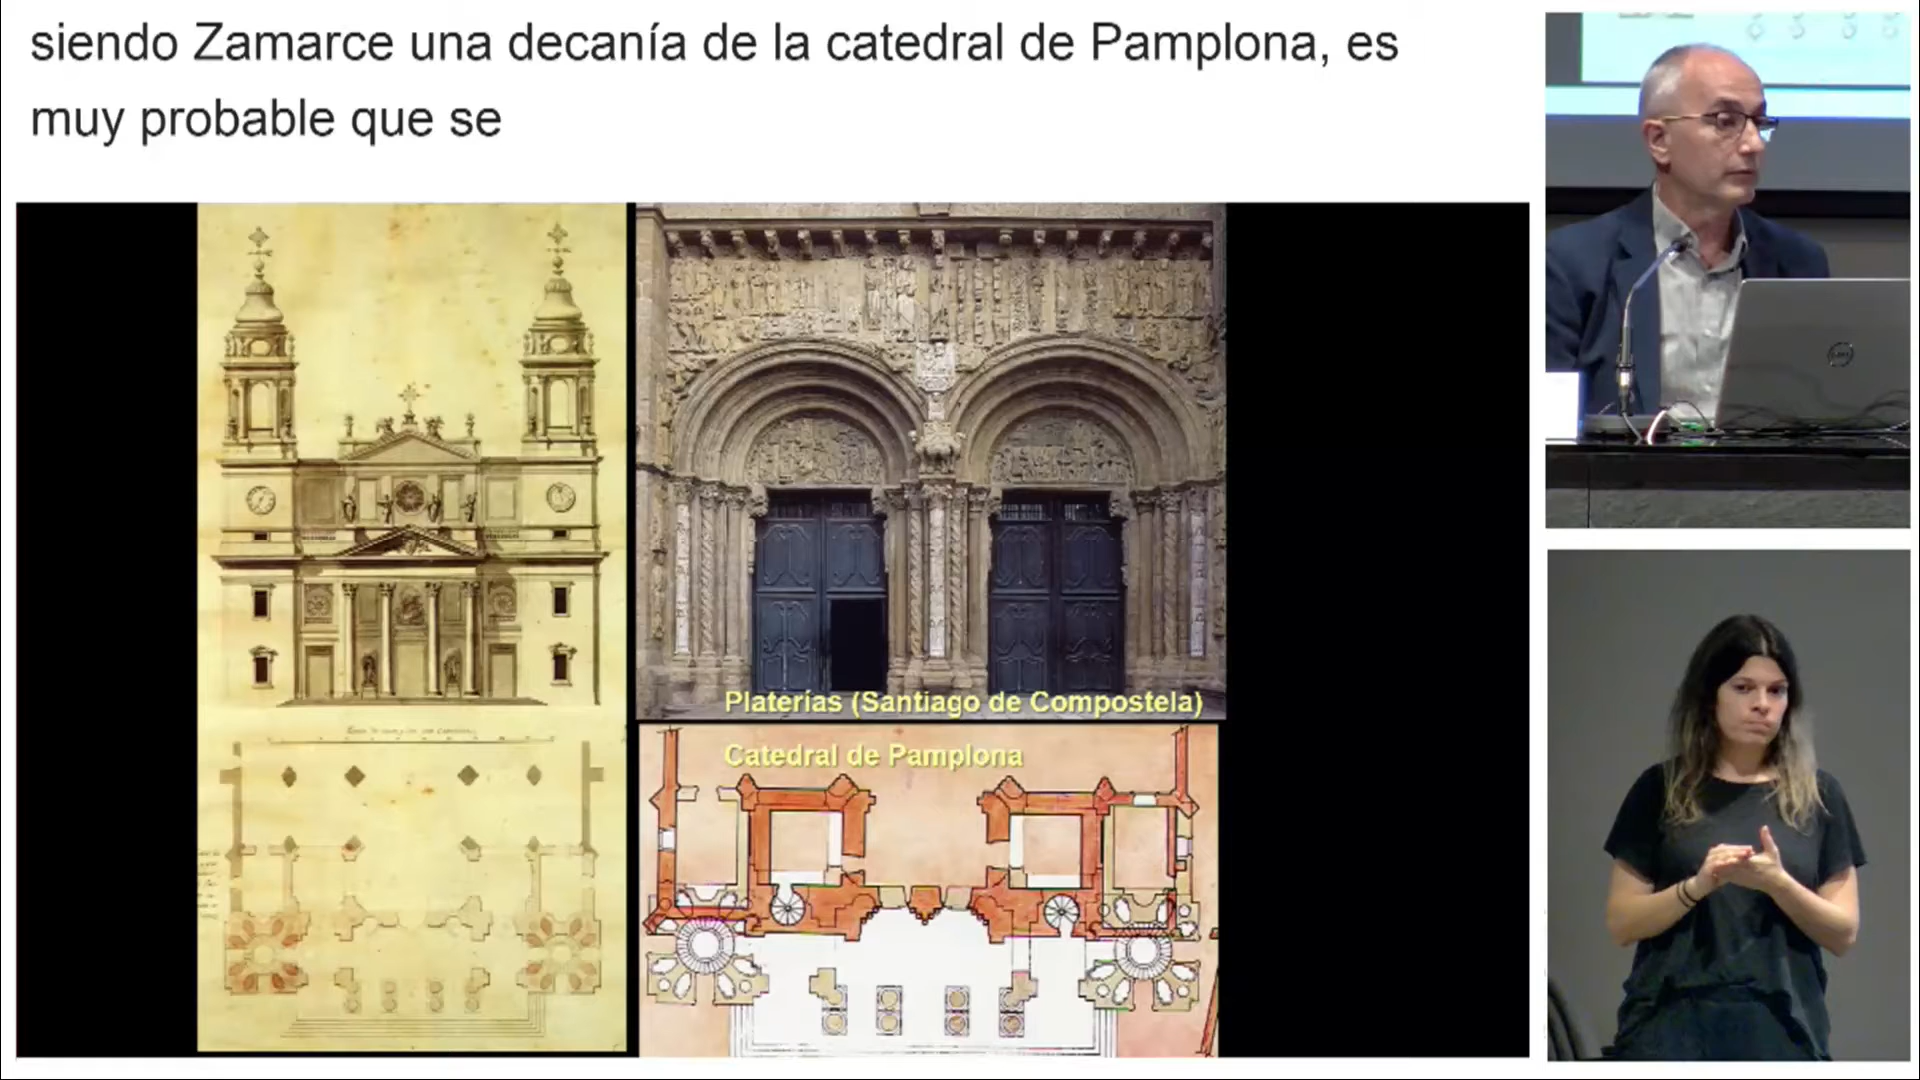 siendo Zamarce una decanía de la catedral de Pamplona, es
muy probable que se
Platerías (Santiago de Compostela)
Catedral de Pamplona
DELL